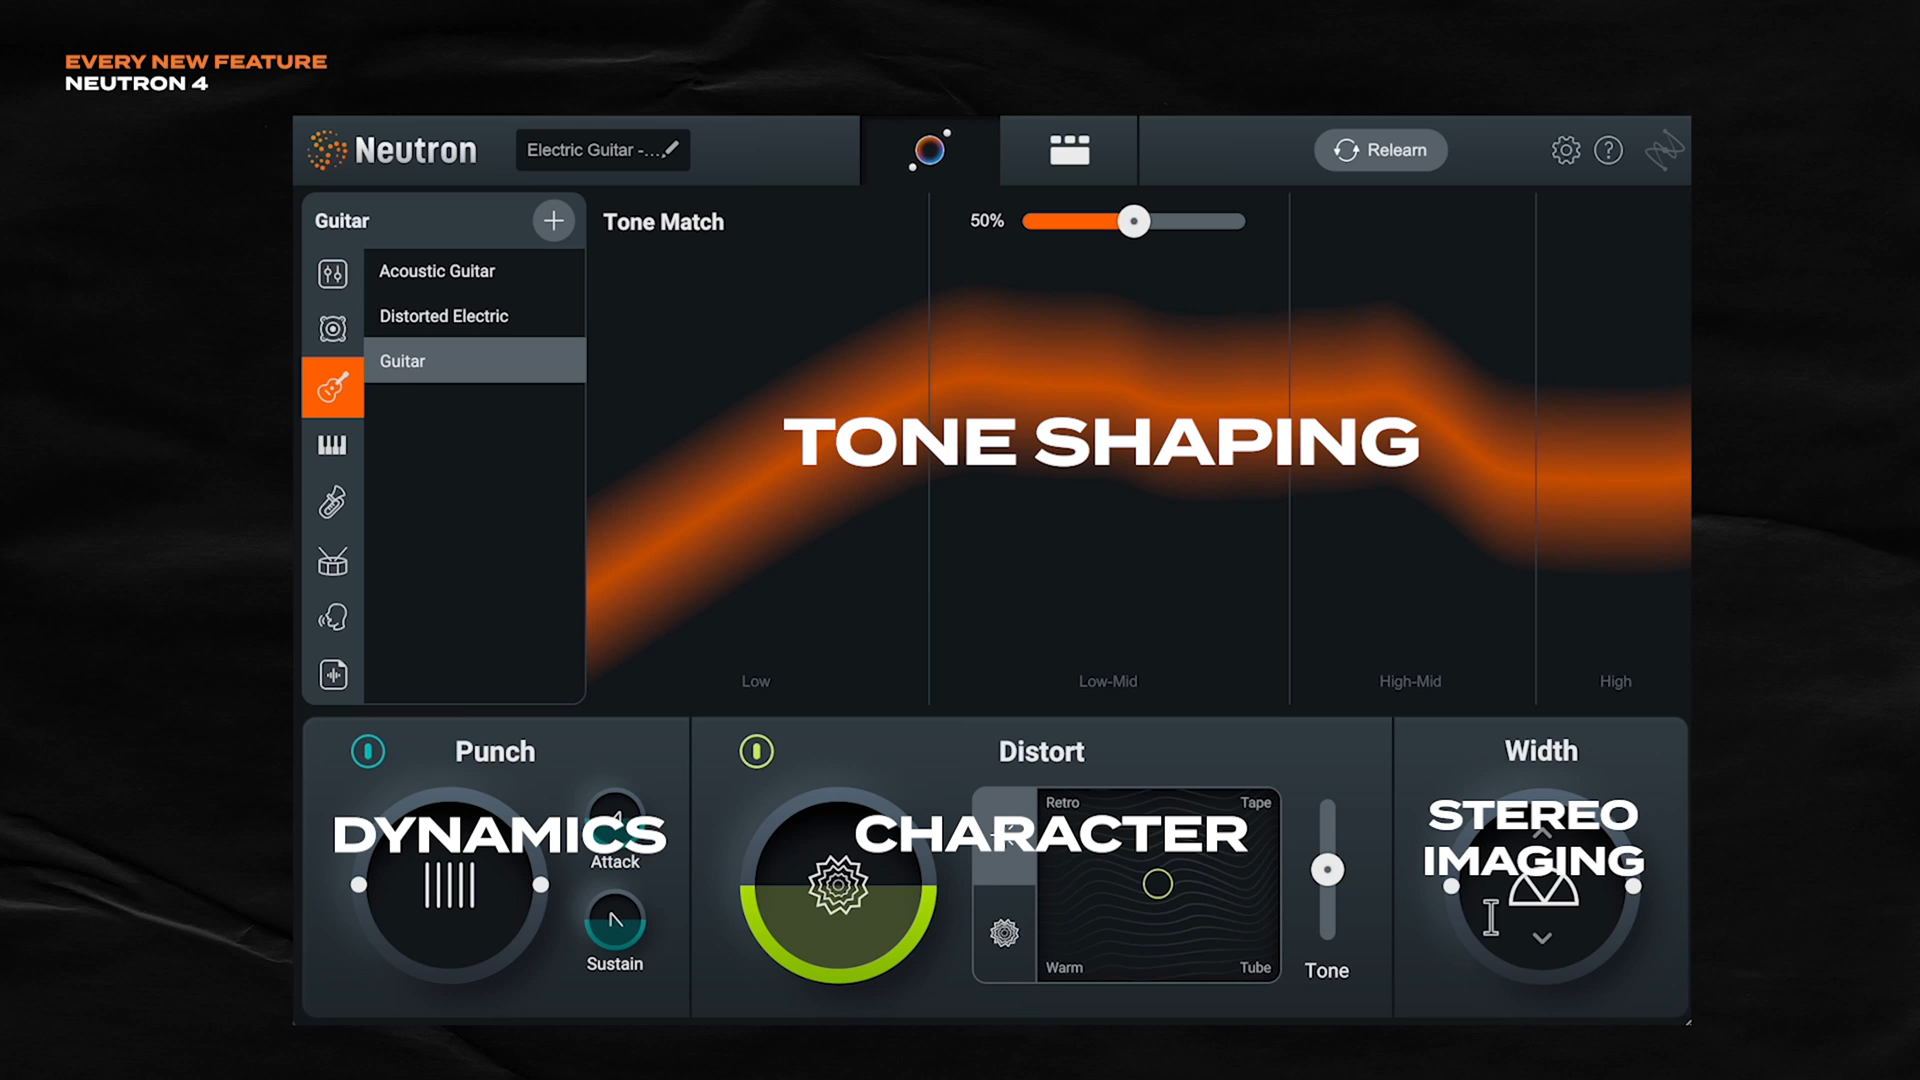 EVERY NEW FEATURE
NEUTRON 4
Neutron
Electric Guitar -...
Relearn
?
Guitar
Acoustic Guitar
Distorted Electric
Guitar
Tone Match
50%
TONE SHAPING
Low
Low-Mid
High-Mid
High
Punch
DYNAMICS
Attack
Sustain
Distort
CHARACTER
Retro
Tape
Warm
Tube
Tone
Width
STEREO
IMAGING